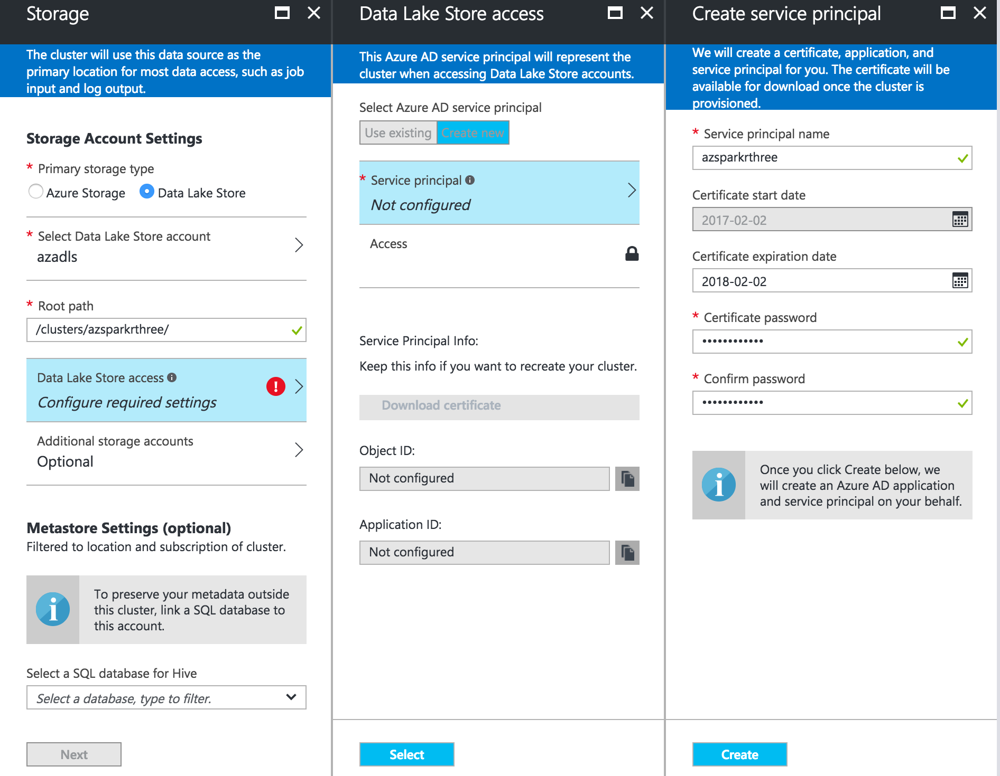 Storage
The cluster will use this data source as the
primary location for most data access, such as job
input and log output.
Storage Account Settings
* Primary storage type
Azure Storage Data Lake Store
* Select Data Lake Store account
azadls
* Root path
/clusters/azsparkrthree/
Data Lake Store access
Configure required settings
Additional storage accounts
Optional
Metastore Settings (optional)
Filtered to location and subscription of cluster.
To preserve your metadata outside
this cluster, link a SQL database to
this account.
Select a SQL database for Hive
Select a database, type to filter.
Next
Data Lake Store access
This Azure AD service principal will represent the
cluster when accessing Data Lake Store accounts.
Select Azure AD service principal
Use existing Create new
* Service principal
Not configured
Access
Service Principal Info:
Keep this info if you want to recreate your cluster.
Download certificate
Object ID:
Not configured
Application ID:
Not configured
Select
Create service principal
We will create a certificate, application, and
service principal for you. The certificate will be
available for download once the cluster is
provisioned.
* Service principal name
azsparkrthree
Certificate start date
2017-02-02
Certificate expiration date
2018-02-02
* Certificate password
••••••••••••
* Confirm password
••••••••••••
Once you click Create below, we
will create an Azure AD application
and service principal on your behalf.
Create